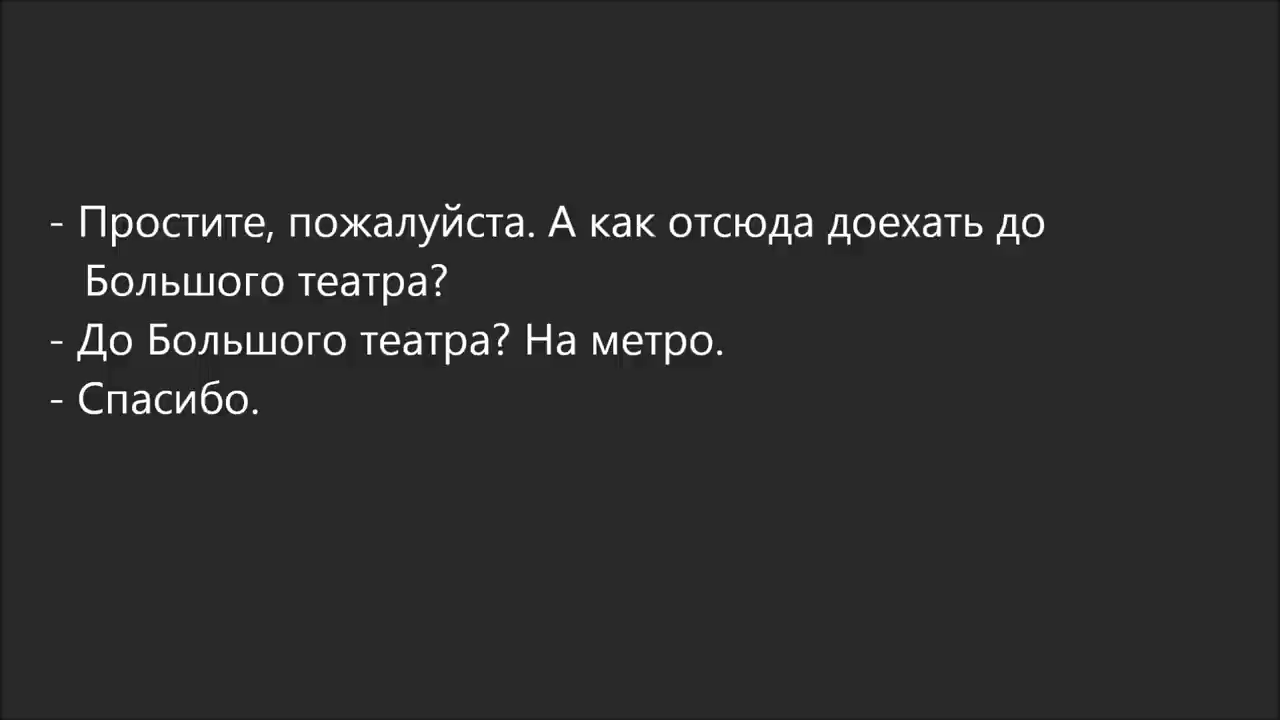 - Простите, пожалуйста. А как отсюда доехать до
Большого театра?
- До Большого театра? На метро.
- Спасибо.